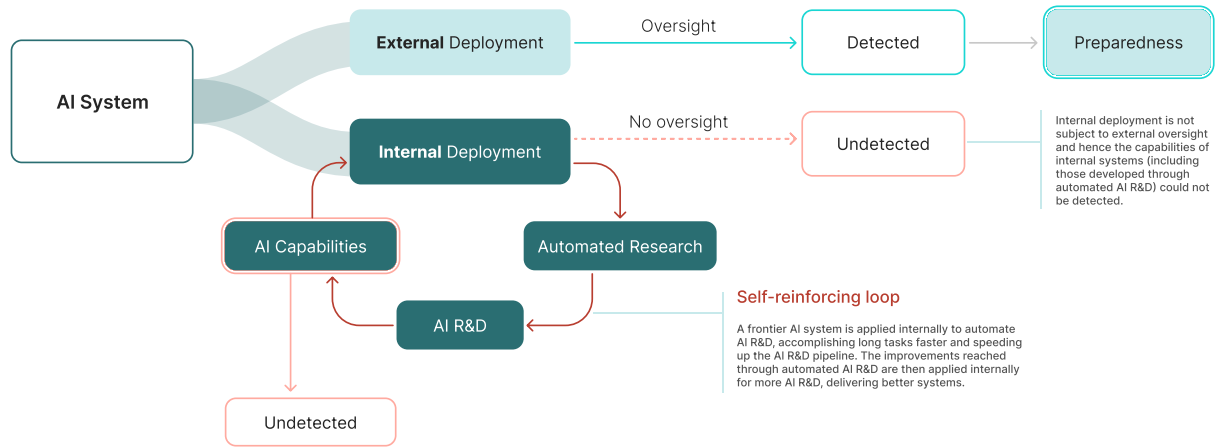 AI System
External Deployment
Oversight
Detected
Preparedness
Internal Deployment
No oversight
Undetected
Internal deployment is not
subject to external oversight
and hence the capabilities of
internal systems (including
those developed through
automated AI R&D) could not
be detected.
AI Capabilities
Automated Research
AI R&D
Self-reinforcing loop
A frontier AI system is applied internally to automate
AI R&D, accomplishing long tasks faster and speeding
up the AI R&D pipeline. The improvements reached
through automated AI R&D are then applied internally
for more AI R&D, delivering better systems.
Undetected